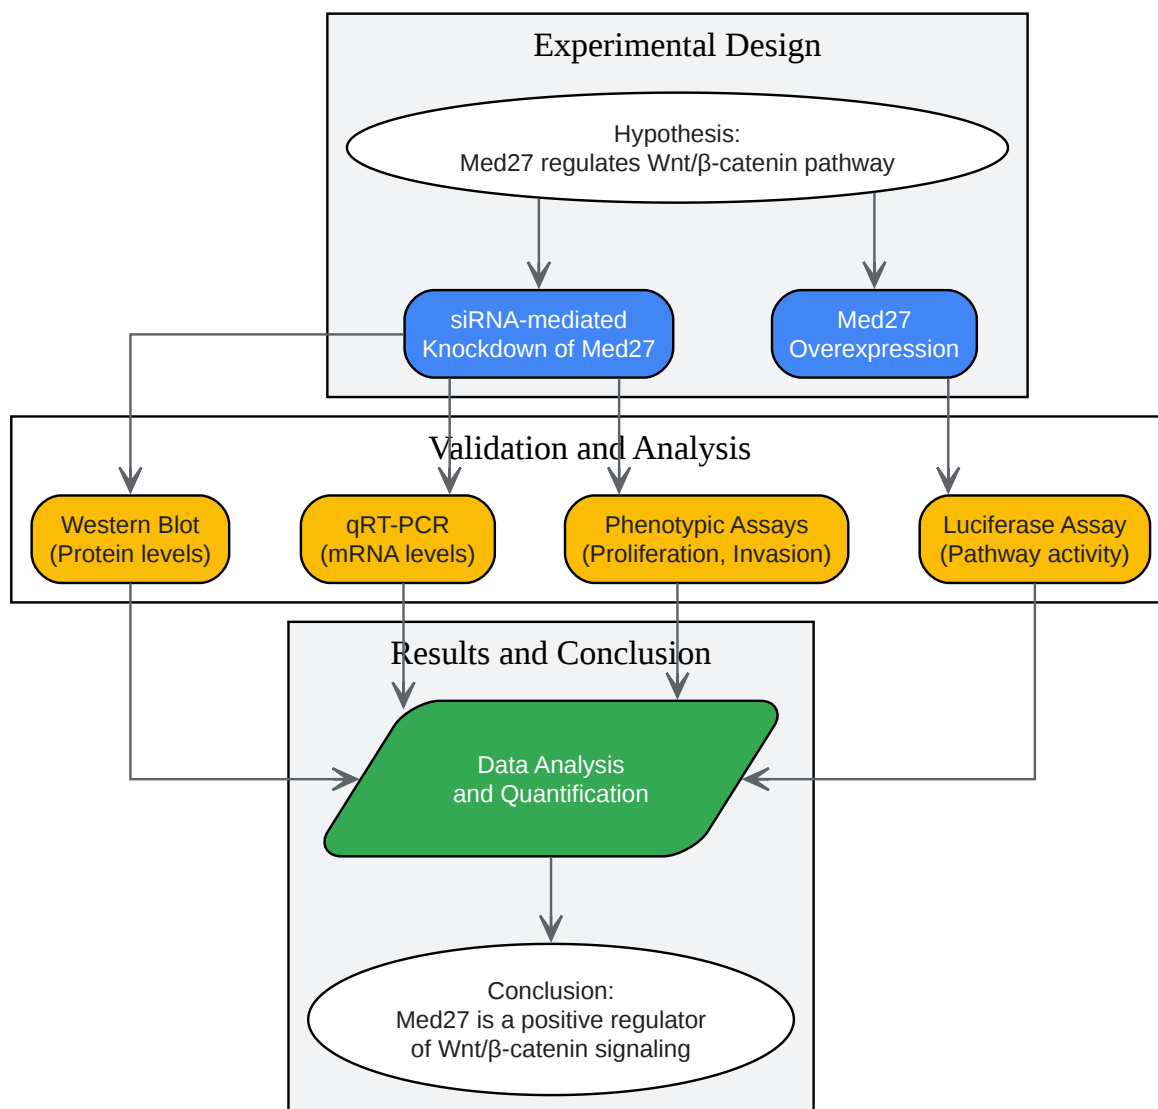 Experimental Design
Hypothesis:
Med27 regulates Wnt/β-catenin pathway
siRNA-mediated
Knockdown of Med27
Med27
Overexpression
Validation and Analysis
Western Blot
(Protein levels)
qRT-PCR
(mRNA levels)
Phenotypic Assays
(Proliferation, Invasion)
Luciferase Assay
(Pathway activity)
Results and Conclusion
Data Analysis
and Quantification
Conclusion:
Med27 is a positive regulator
of Wnt/β-catenin signaling